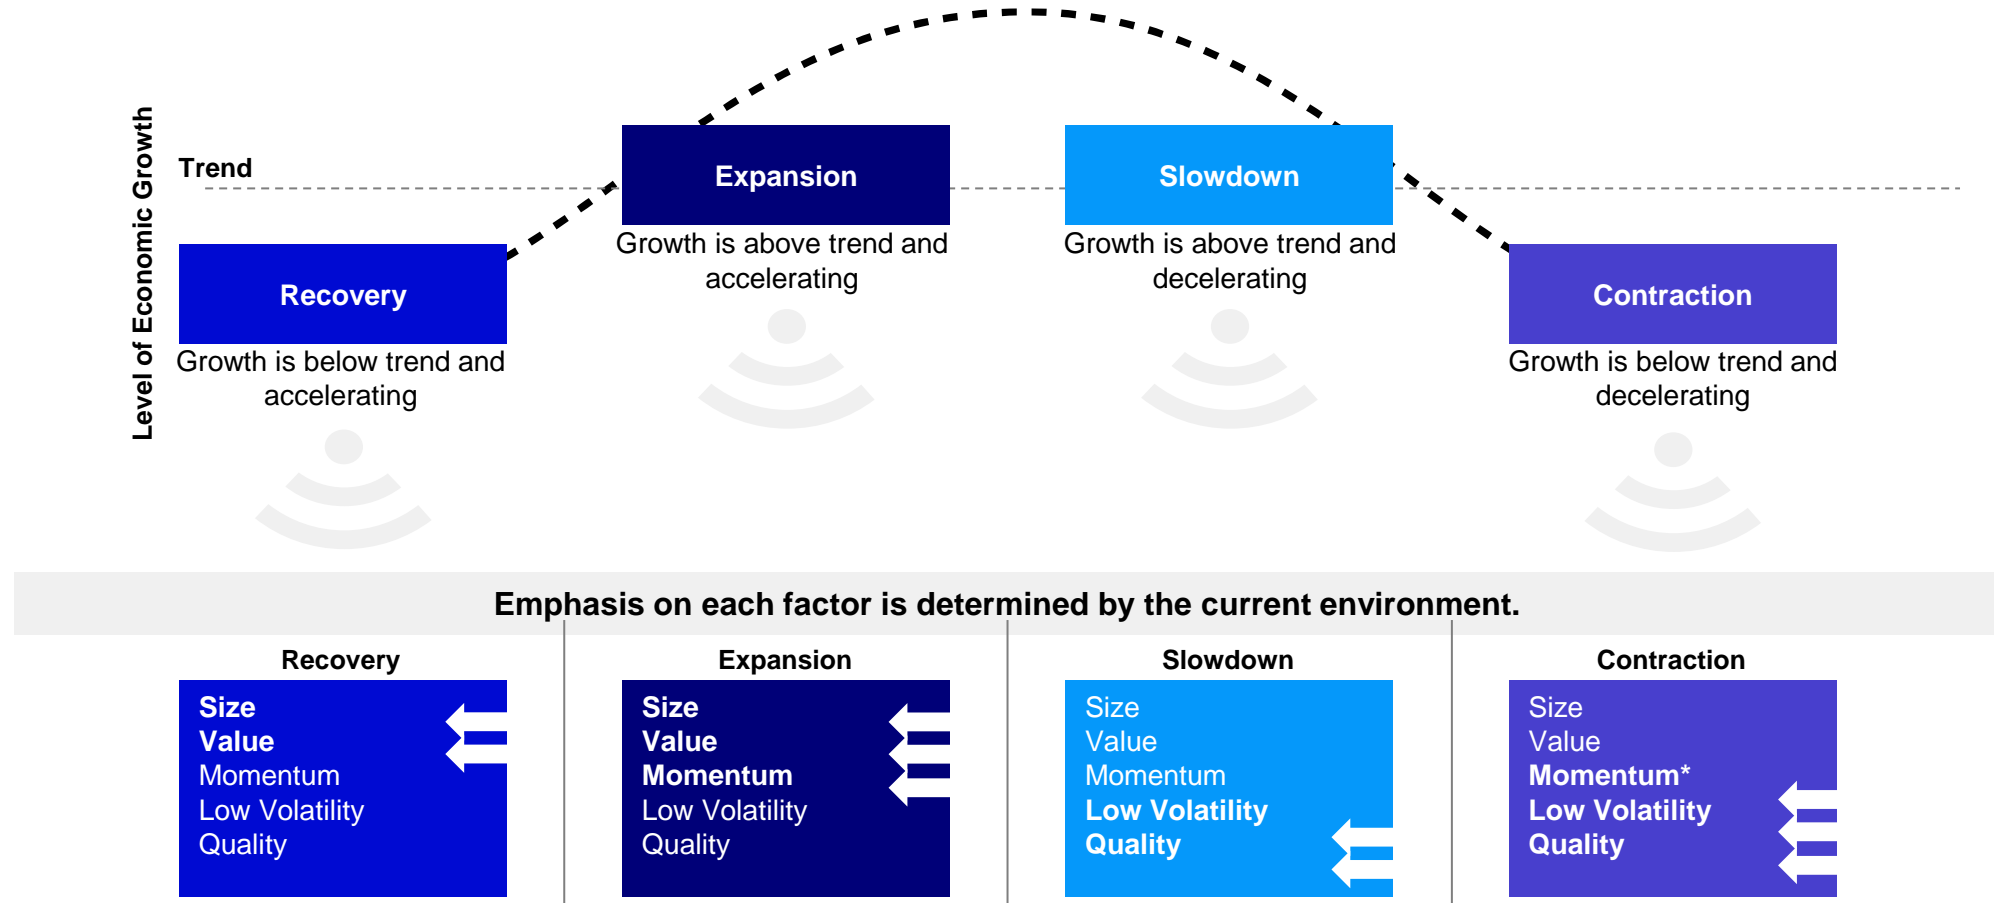 Level of Economic Growth
Trend
Recovery
Growth is below trend and
accelerating
Expansion
Growth is above trend and
accelerating
Slowdown
Growth is above trend and
decelerating
Contraction
Growth is below trend and
decelerating
Emphasis on each factor is determined by the current environment.
Recovery
Size
Value
Momentum
Low Volatility
Quality
Expansion
Size
Value
Momentum
Low Volatility
Quality
Slowdown
Size
Value
Momentum
Low Volatility
Quality
Contraction
Size
Value
Momentum*
Low Volatility
Quality